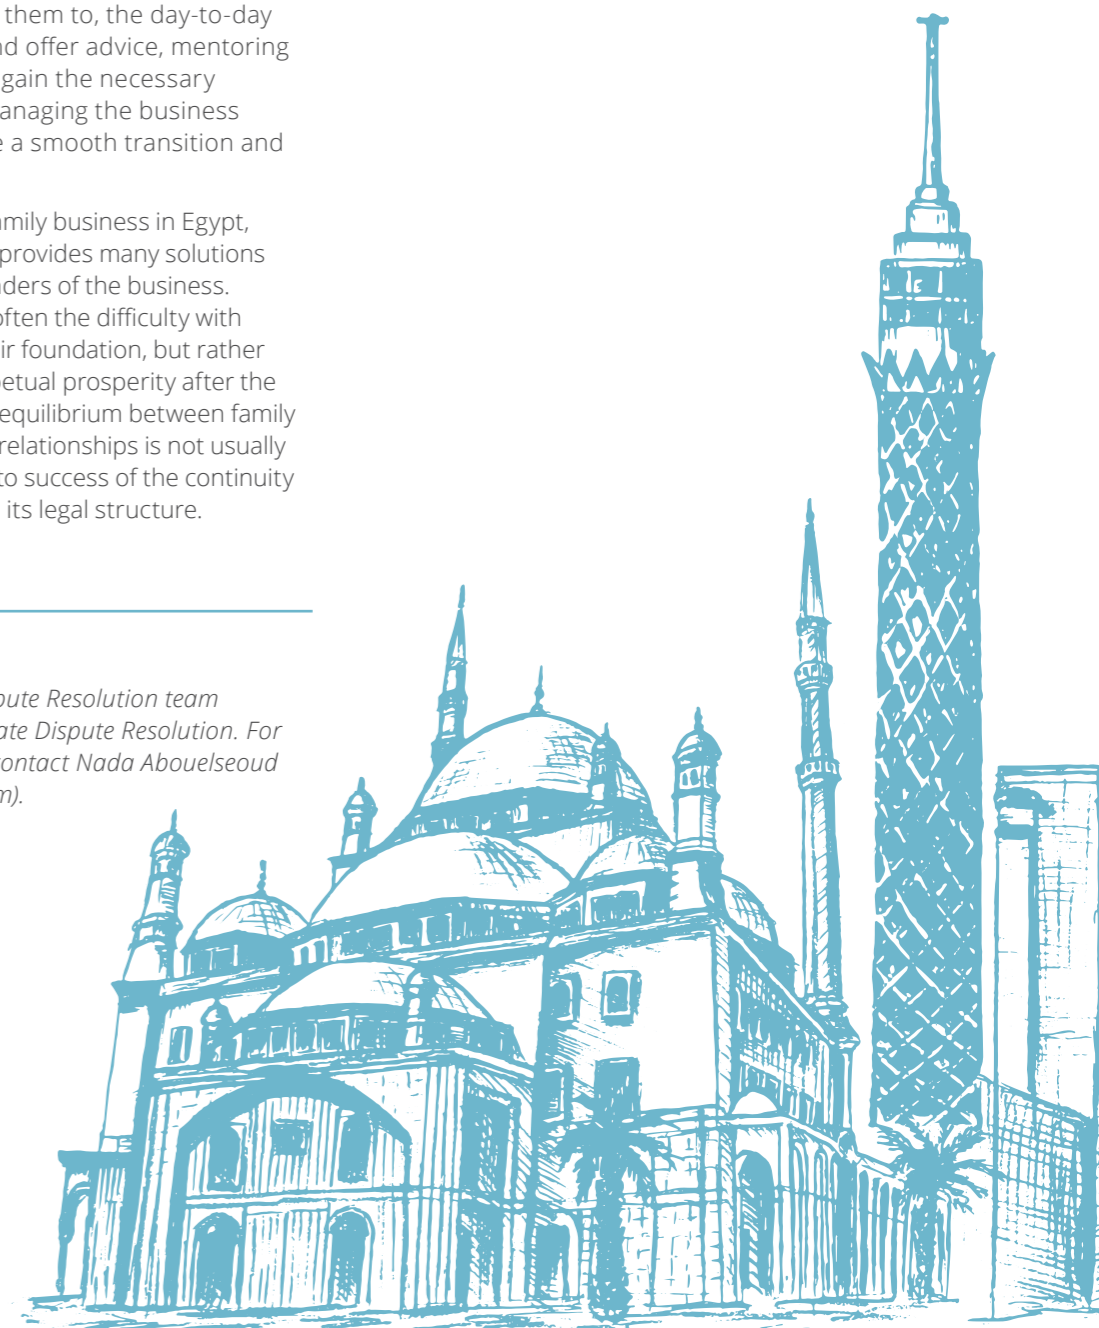 them to, the day-to-day
nd offer advice, mentoring
gain the necessary
anaging the business
e a smooth transition and
amily business in Egypt,
provides many solutions
nders of the business.
often the difficulty with
ir foundation, but rather
petual prosperity after the
equilibrium between family
relationships is not usually
to success of the continuity
its legal structure.
pute Resolution team
ate Dispute Resolution. For
contact Nada Abouelseoud
m).